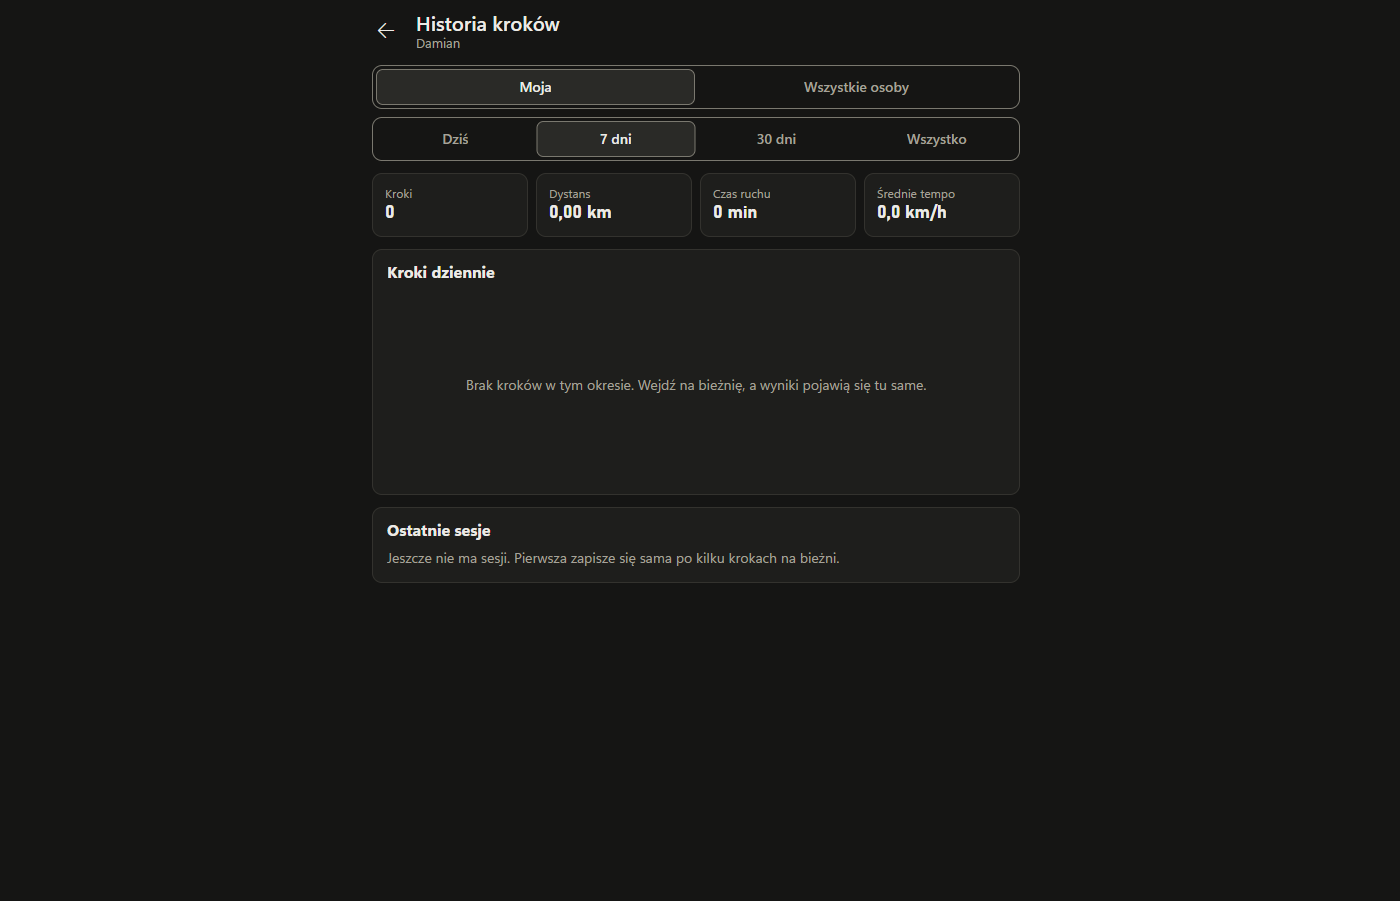 Historia kroków
Damian
Moja
Wszystkie osoby
Dziś
7 dni
30 dni
Wszystko
Kroki
0
Dystans
0,00 km
Czas ruchu
0 min
Średnie tempo
0,0 km/h
Kroki dziennie
Brak kroków w tym okresie. Wejdź na bieżnię, a wyniki pojawią się tu same.
Ostatnie sesje
Jeszcze nie ma sesji. Pierwsza zapisze się sama po kilku krokach na bieżni.